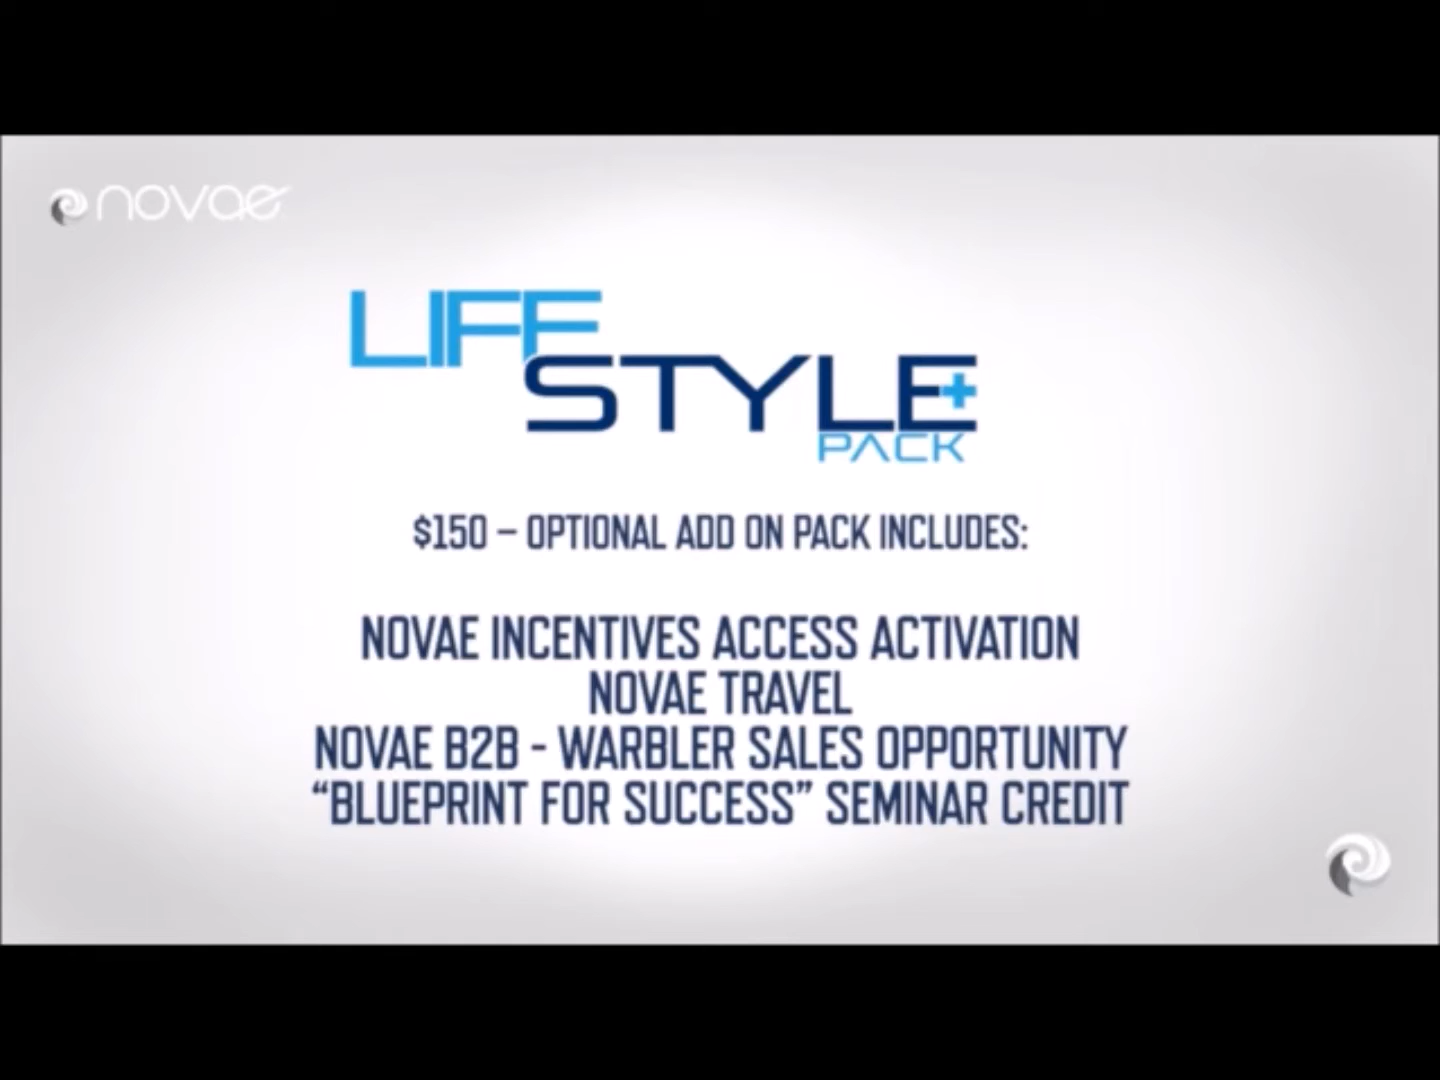 novae
LIFE
STYLE+
PACK
$150 – OPTIONAL ADD ON PACK INCLUDES:
NOVAE INCENTIVES ACCESS ACTIVATION
NOVAE TRAVEL
NOVAE B2B - WARBLER SALES OPPORTUNITY
“BLUEPRINT FOR SUCCESS” SEMINAR CREDIT